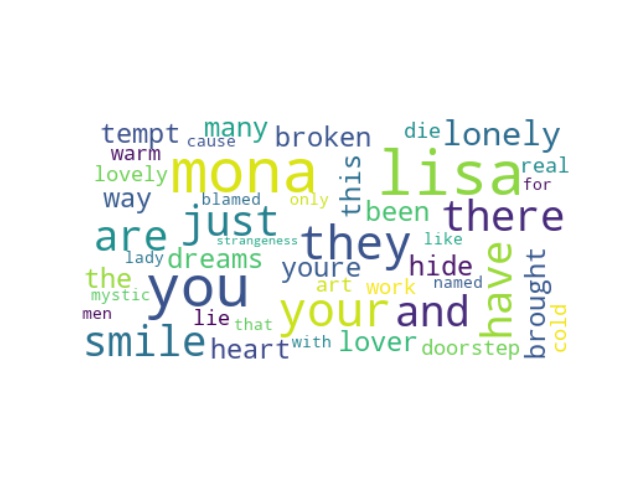 tempt cause many broken die lonely
warm lovely mona this lisa real for
way blamed only been there
are just strangeness they like have
lady dreams youre hide brought
the mystic you art work named
men lie that your and cold
smile heart with lover doorstep